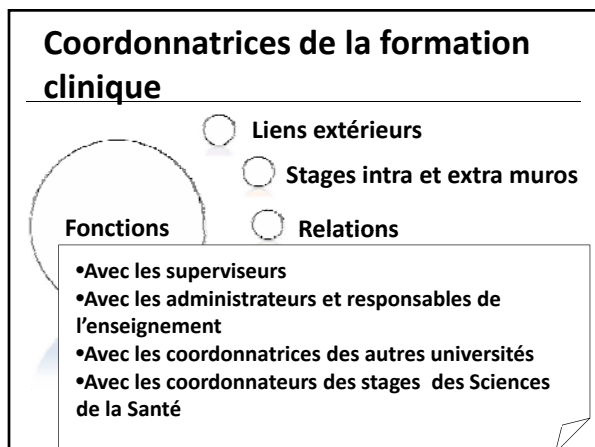 Coordonnatrices de la formation
clinique
Liens extérieurs
Stages intra et extra muros
Fonctions
Relations
•Avec les superviseurs
•Avec les administrateurs et responsables de
l’enseignement
•Avec les coordonnatrices des autres universités
•Avec les coordonnateurs des stages des Sciences
de la Santé